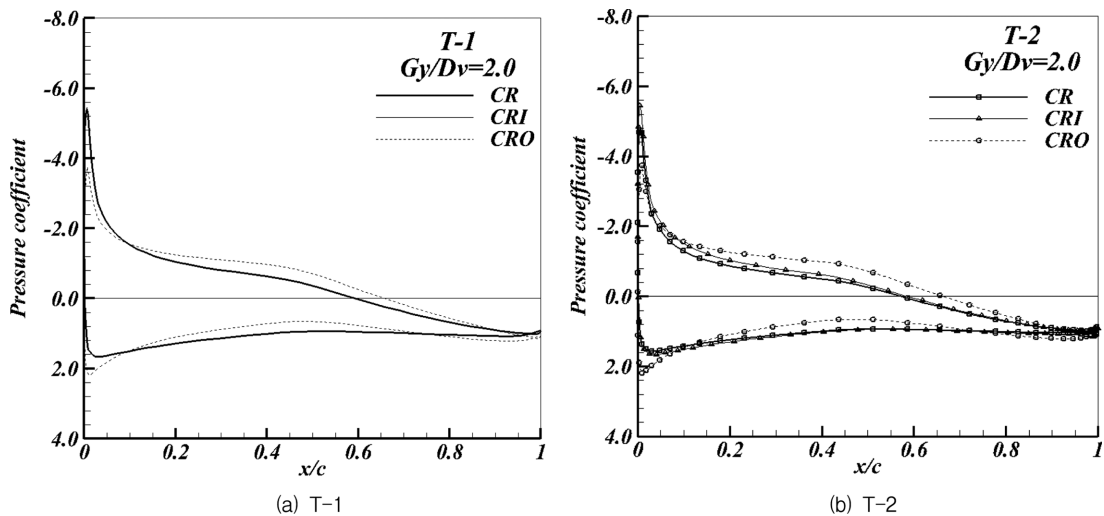 T-1
Gy/Dv=2.0
CR
CRI
CRO
-8.0
-6.0
-4.0
-2.0
0.0
2.0
4.0
Pressure coefficient
0
0.2
0.4
0.6
0.8
1
x/c
(a) T-1
T-2
Gy/Dv=2.0
CR
CRI
CRO
-8.0
-6.0
-4.0
-2.0
0.0
2.0
4.0
Pressure coefficient
0
0.2
0.4
0.6
0.8
1
x/c
(b) T-2